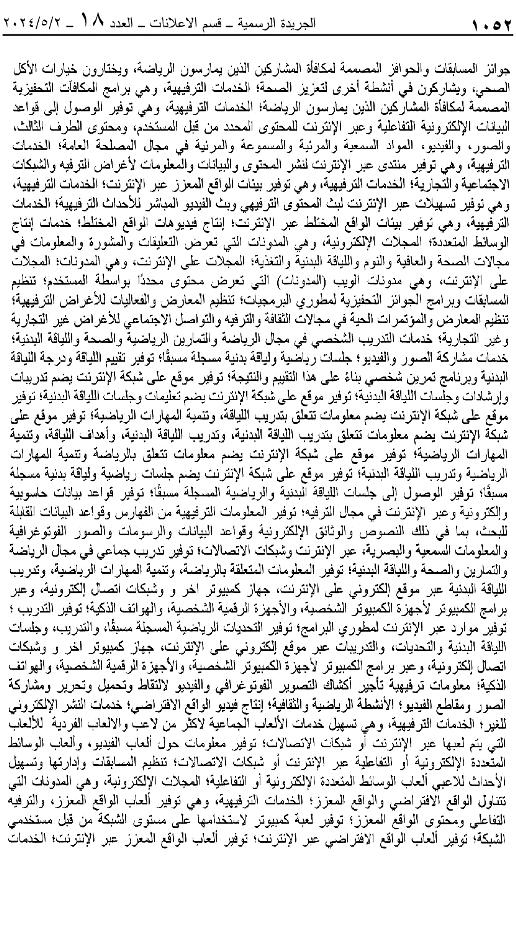 ١٠٥٢ الجريدة الرسمية – قسم الاعلانات – العدد ١٨ – ٢٠٢٤/٥/٢
جوائز المسابقات والحوافز المصممة لمكافأة المشاركين الذين يمارسون الرياضة، ويختارون خيارات الأكل
الصحي، ويشاركون في أنشطة أخرى لتعزيز الصحة؛ الخدمات الترفيهية، وهي برامج المكافآت التحفيزية
المصممة لمكافأة المشاركين الذين يمارسون الرياضة؛ الخدمات الترفيهية، وهي توفير الوصول إلى قواعد
البيانات الإلكترونية التفاعلية وعبر الإنترنت للمحتوى المحدد من قبل المستخدم، ومحتوى الطرف الثالث،
والصور، والفيديو، المواد السمعية والمرئية والمسموعة والمرئية في مجال المصلحة العامة؛ الخدمات
الترفيهية، وهي توفير منتدى عبر الإنترنت لنشر المحتوى والبيانات والمعلومات لأغراض الترفيه والشبكات
الاجتماعية والتجارية؛ الخدمات الترفيهية، وهي توفير بيئات الواقع المعزز عبر الإنترنت؛ الخدمات الترفيهية،
وهي توفير تسهيلات عبر الإنترنت لبث المحتوى الترفيهي وبث الفيديو المباشر للأحداث الترفيهية؛ الخدمات
الترفيهية، وهي توفير بيئات الواقع المختلط عبر الإنترنت؛ إنتاج فيديوهات الواقع المختلط؛ خدمات إنتاج
الوسائط المتعددة؛ المجلات الإلكترونية، وهي المدونات التي تعرض التعليقات والمشورة والمعلومات في
مجالات الصحة والعافية والنوم واللياقة البدنية والتغذية؛ المجلات على الإنترنت، وهي المدونات؛ المجلات
على الإنترنت، وهي مدونات الويب (المدونات) التي تعرض محتوى محددًا بواسطة المستخدم؛ تنظيم
المسابقات وبرامج الجوائز التحفيزية لمطوري البرمجيات؛ تنظيم المعارض والفعاليات للأغراض الترفيهية؛
تنظيم المعارض والمؤتمرات الحية في مجالات الثقافة والترفيه والتواصل الاجتماعي للأغراض غير التجارية
وغير التجارية؛ خدمات التدريب الشخصي في مجال الرياضة والتمارين الرياضية والصحة واللياقة البدنية؛
خدمات مشاركة الصور والفيديو؛ جلسات رياضية ولياقة بدنية مسجلة مسبقًا؛ توفير تقييم اللياقة ودرجة اللياقة
البدنية وبرنامج تمرين شخصي بناءً على هذا التقييم والنتيجة؛ توفير موقع على شبكة الإنترنت يضم تدريبات
وإرشادات وجلسات اللياقة البدنية؛ توفير موقع على شبكة الإنترنت يضم تعليمات وجلسات اللياقة البدنية؛ توفير
موقع على شبكة الإنترنت يضم معلومات تتعلق بتدريب اللياقة، وتنمية المهارات الرياضية؛ توفير موقع على
شبكة الإنترنت يضم معلومات تتعلق بتدريب اللياقة البدنية، وتدريب اللياقة البدنية، وأهداف اللياقة، وتنمية
المهارات الرياضية؛ توفير موقع على شبكة الإنترنت يضم معلومات تتعلق بالرياضة وتنمية المهارات
الرياضية وتدريب اللياقة البدنية؛ توفير موقع على شبكة الإنترنت يضم جلسات رياضية ولياقة بدنية مسجلة
مسبقًا؛ توفير الوصول إلى جلسات اللياقة البدنية والرياضية المسجلة مسبقًا؛ توفير قواعد بيانات حاسوبية
وإلكترونية وعبر الإنترنت في مجال الترفيه؛ توفير المعلومات الترفيهية من الفهارس وقواعد البيانات القابلة
للبحث، بما في ذلك النصوص والوثائق الإلكترونية وقواعد البيانات والرسومات والصور الفوتوغرافية
والمعلومات السمعية والبصرية، عبر الإنترنت وشبكات الاتصالات؛ توفير تدريب جماعي في مجال الرياضة
والتمارين والصحة واللياقة البدنية؛ توفير المعلومات المتعلقة بالرياضة، وتنمية المهارات الرياضية، وتدريب
اللياقة البدنية عبر موقع إلكتروني على الإنترنت، جهاز كمبيوتر اخر و وشبكات اتصال إلكترونية، وعبر
برامج الكمبيوتر لأجهزة الكمبيوتر الشخصية، والأجهزة الرقمية الشخصية، والهواتف الذكية؛ توفير التدريب ؛
توفير موارد عبر الإنترنت لمطوري البرامج؛ توفير التحديات الرياضية المسجلة مسبقًا، والتدريب، وجلسات
اللياقة البدنية والتحديات، والتدريبات عبر موقع إلكتروني على الإنترنت، جهاز كمبيوتر اخر و وشبكات
اتصال إلكترونية، وعبر برامج الكمبيوتر لأجهزة الكمبيوتر الشخصية، والأجهزة الرقمية الشخصية، والهواتف
الذكية؛ معلومات ترفيهية تأجير أكشاك التصوير الفوتوغرافي والفيديو لالتقاط وتحميل وتحرير ومشاركة
الصور ومقاطع الفيديو؛ الأنشطة الرياضية والثقافية؛ إنتاج فيديو الواقع الافتراضي؛ خدمات النشر الإلكتروني
للغير؛ الخدمات الترفيهية، وهي تسهيل خدمات الألعاب الجماعية لاكثر من لاعب والالعاب الفردية للألعاب
التي يتم لعبها عبر الإنترنت أو شبكات الاتصالات؛ توفير معلومات حول ألعاب الفيديو، وألعاب الوسائط
المتعددة الإلكترونية أو التفاعلية عبر الإنترنت أو شبكات الاتصالات؛ تنظيم المسابقات وإدارتها وتسهيل
الأحداث للاعبي ألعاب الوسائط المتعددة الإلكترونية أو التفاعلية؛ المجلات الإلكترونية، وهي المدونات التي
تتناول الواقع الافتراضي والواقع المعزز؛ الخدمات الترفيهية، وهي توفير ألعاب الواقع المعزز، والترفيه
التفاعلي ومحتوى الواقع المعزز؛ توفير لعبة كمبيوتر لاستخدامها على مستوى الشبكة من قبل مستخدمي
الشبكة؛ توفير ألعاب الواقع الافتراضي عبر الإنترنت؛ توفير ألعاب الواقع المعزز عبر الإنترنت؛ الخدمات